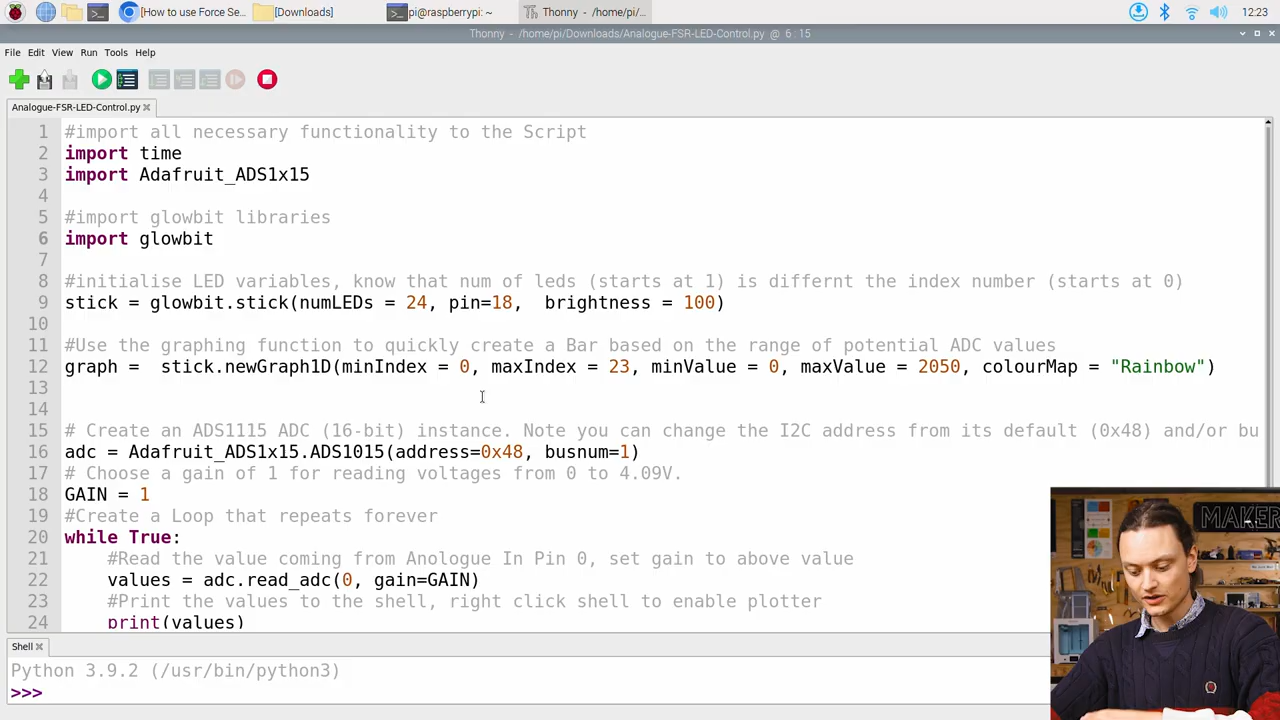 [How to use Force Se...
[Downloads]
pi@raspberrypi: ~
Thonny - /home/pi/...
12:23
Thonny - /home/pi/Downloads/Analogue-FSR-LED-Control.py @ 6:15
File Edit View Run Tools Help
Analogue-FSR-LED-Control.py
1 #import all necessary functionality to the Script
2 import time
3 import Adafruit_ADS1x15
4
5 #import glowbit libraries
6 import glowbit
7
8 #initialise LED variables, know that num of leds (starts at 1) is differnt the index number (starts at 0)
9 stick = glowbit.stick(numLEDs = 24, pin=18,  brightness = 100)
10
11 #Use the graphing function to quickly create a Bar based on the range of potential ADC values
12 graph =  stick.newGraph1D(minIndex = 0, maxIndex = 23, minValue = 0, maxValue = 2050, colourMap = "Rainbow")
13
14
15 # Create an ADS1115 ADC (16-bit) instance. Note you can change the I2C address from its default (0x48) and/or bu
16 adc = Adafruit_ADS1x15.ADS1015(address=0x48, busnum=1)
17 # Choose a gain of 1 for reading voltages from 0 to 4.09V.
18 GAIN = 1
19 #Create a Loop that repeats forever
20 while True:
21     #Read the value coming from Anologue In Pin 0, set gain to above value
22     values = adc.read_adc(0, gain=GAIN)
23     #Print the values to the shell, right click shell to enable plotter
24     print(values)
Shell
Python 3.9.2 (/usr/bin/python3)
>>>
MAKER